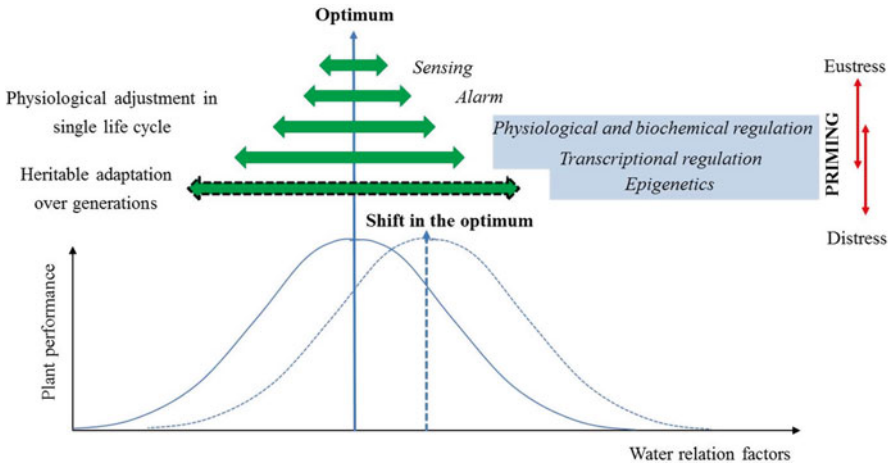 Optimum
Sensing
Eustress
Physiological adjustment in
single life cycle
Alarm
Physiological and biochemical regulation
Transcriptional regulation
PRIMING
Heritable adaptation
over generations
Epigenetics
Shift in the optimum
Distress
Plant performance
Water relation factors